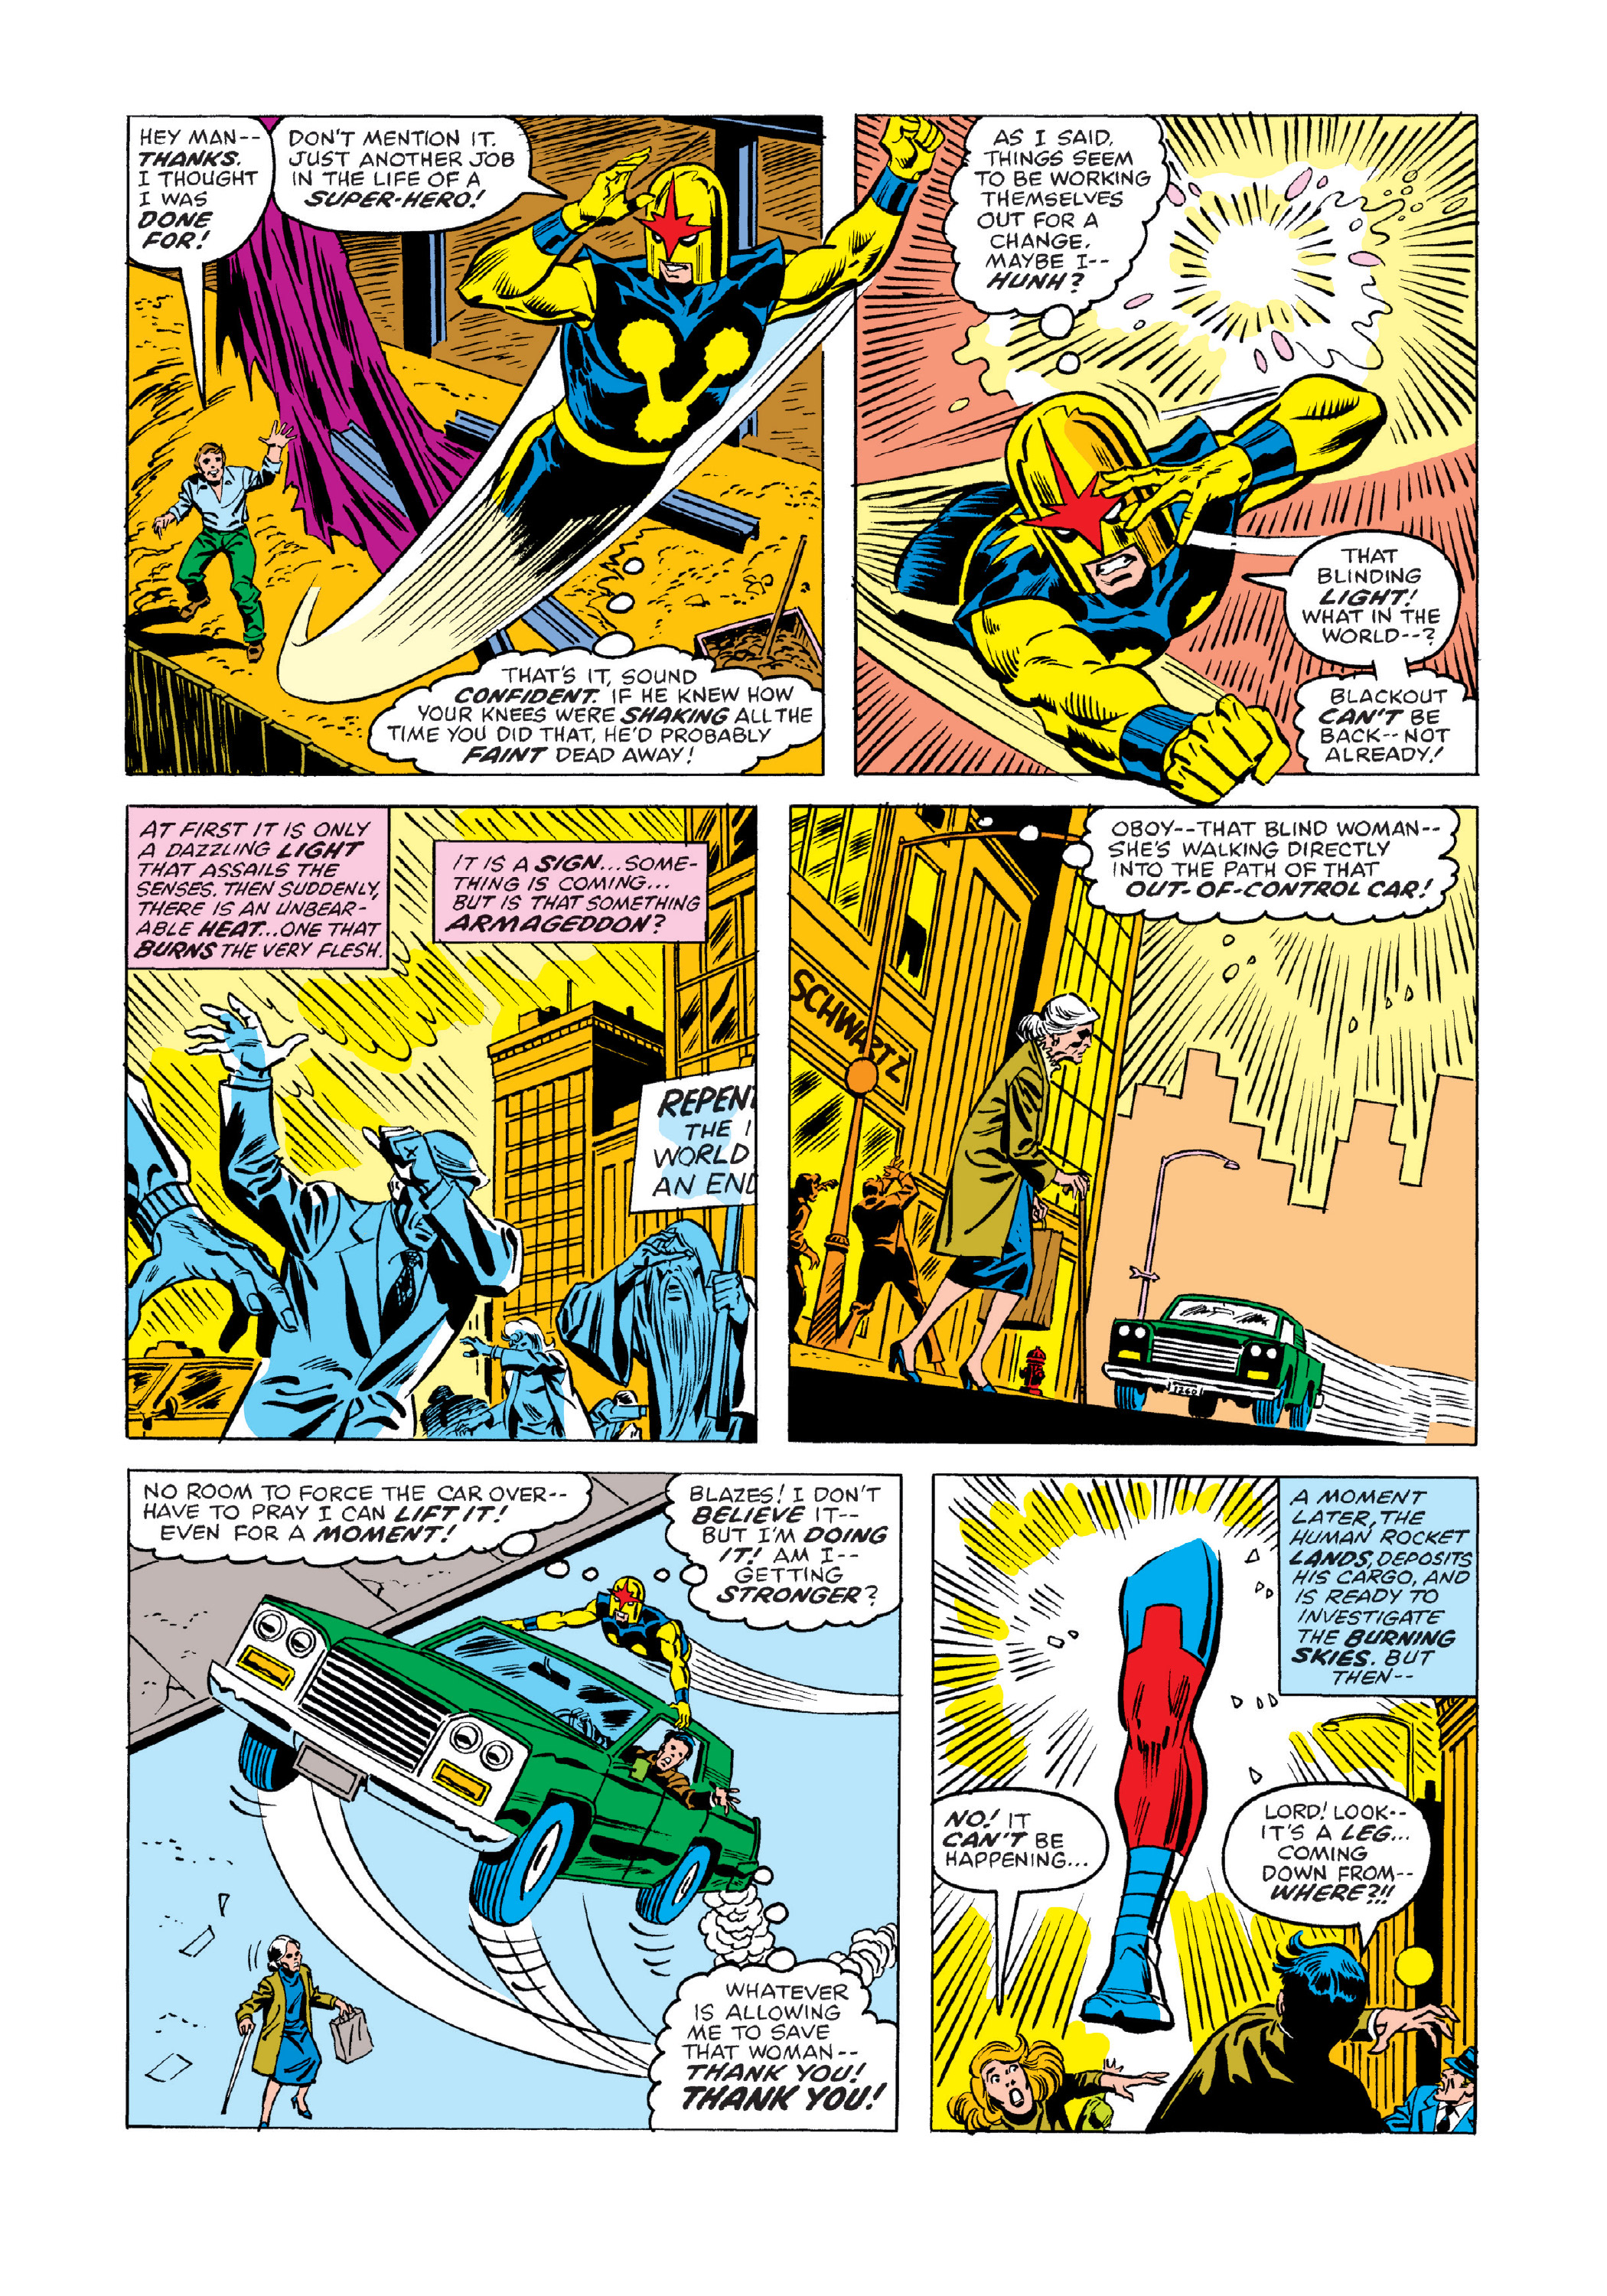 HEY MAN--
THANKS.
I THOUGHT
I WAS
DONE
FOR!
DON'T MENTION IT.
JUST ANOTHER JOB
IN THE LIFE OF A
SUPER-HERO!
THAT'S IT, SOUND
CONFIDENT. IF HE KNEW HOW
YOUR KNEES WERE SHAKING ALL THE
TIME YOU DID THAT, HE'D PROBABLY
FAINT DEAD AWAY!
AS I SAID,
THINGS SEEM
TO BE WORKING
THEMSELVES
OUT FOR A
CHANGE.
MAYBE I--
HUNH?
THAT
BLINDING
LIGHT!
WHAT IN THE
WORLD--?
BLACKOUT
CAN'T BE
BACK--NOT
ALREADY!
AT FIRST IT IS ONLY
A DAZZLING LIGHT
THAT ASSAILS THE
SENSES. THEN SUDDENLY,
THERE IS AN UNBEAR-
ABLE HEAT...ONE THAT
BURNS THE VERY FLESH.
IT IS A SIGN...SOME-
THING IS COMING...
BUT IS THAT SOMETHING
ARMAGEDDON?
REPENT
THE
WORLD
AN END
OBOY--THAT BLIND WOMAN--
SHE'S WALKING DIRECTLY
INTO THE PATH OF THAT
OUT-OF-CONTROL CAR!
SCHWARTZ
NO ROOM TO FORCE THE CAR OVER--
HAVE TO PRAY I CAN LIFT IT!
EVEN FOR A MOMENT!
BLAZES! I DON'T
BELIEVE IT--
BUT I'M DOING
IT! AM I--
GETTING
STRONGER?
WHATEVER
IS ALLOWING
ME TO SAVE
THAT WOMAN--
THANK YOU!
THANK YOU!
A MOMENT
LATER, THE
HUMAN ROCKET
LANDS, DEPOSITS
HIS CARGO, AND
IS READY TO
INVESTIGATE
THE BURNING
SKIES. BUT
THEN--
NO! IT
CAN'T BE
HAPPENING...
LORD! LOOK--
IT'S A LEG...
COMING
DOWN FROM--
WHERE?!!